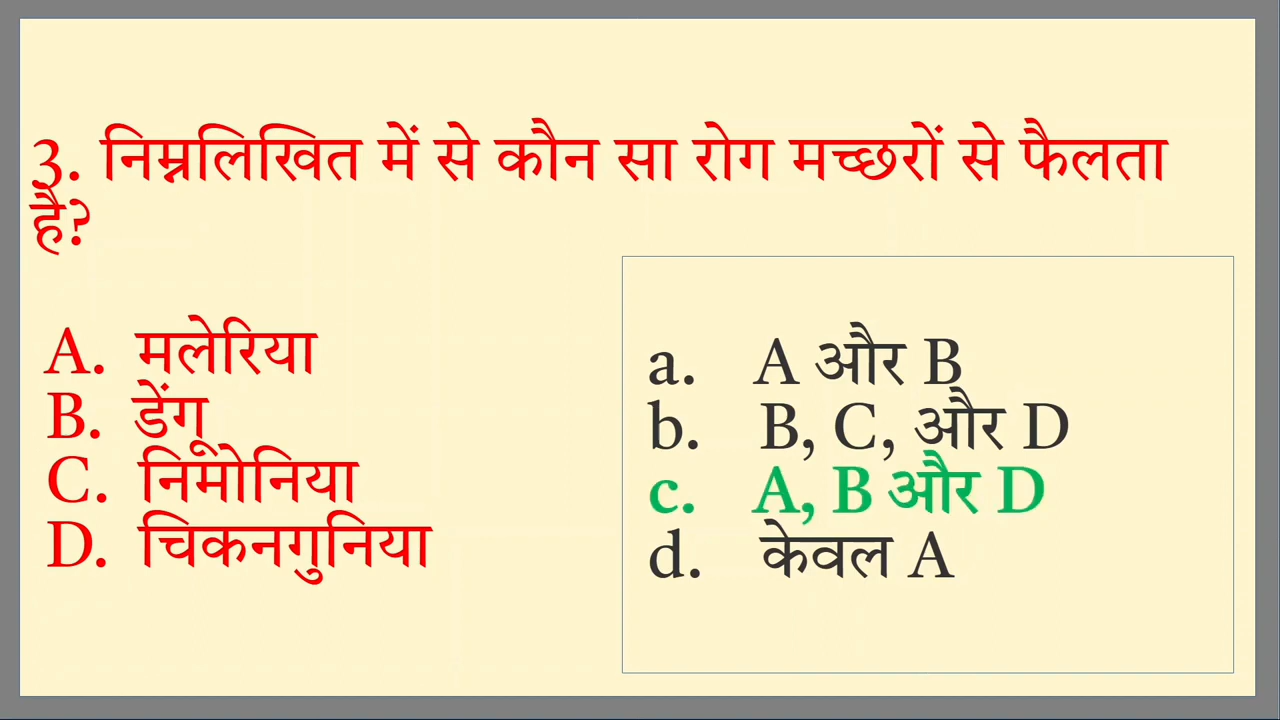 3. निम्नलिखित में से कौन सा रोग मच्छरों से फैलता
है?
A. मलेरिया
B. डेंगू
C. निमोनिया
D. चिकनगुनिया
a. A और B
b. B, C, और D
c. A, B और D
d. केवल A